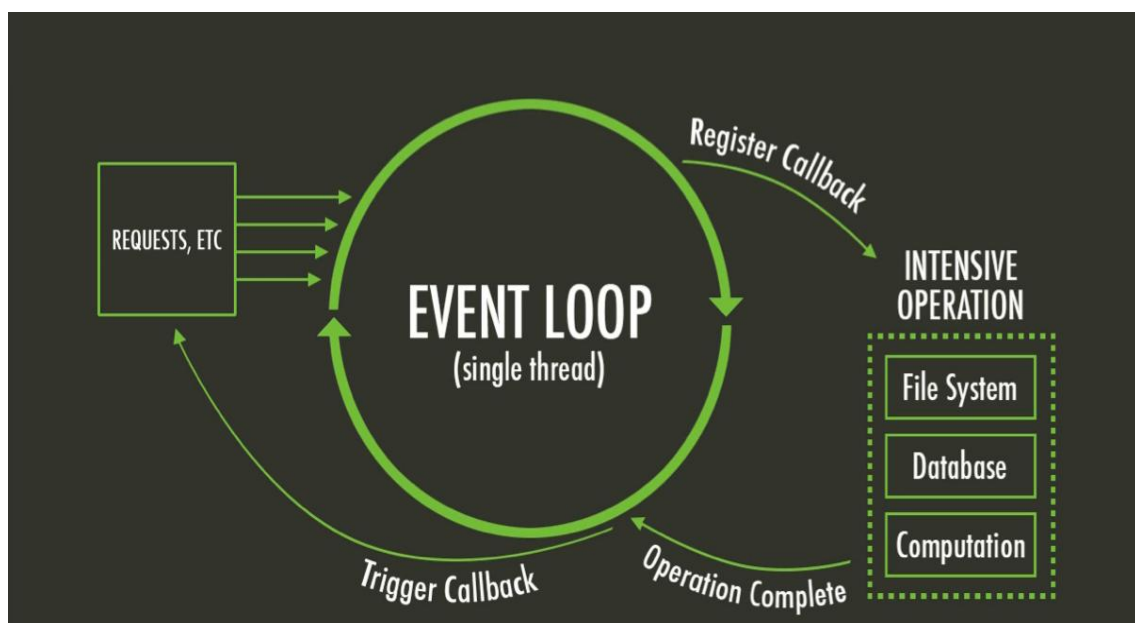 REQUESTS, ETC
EVENT LOOP
(single thread)
Register Callback
INTENSIVE
OPERATION
File System
Database
Computation
Operation Complete
Trigger Callback